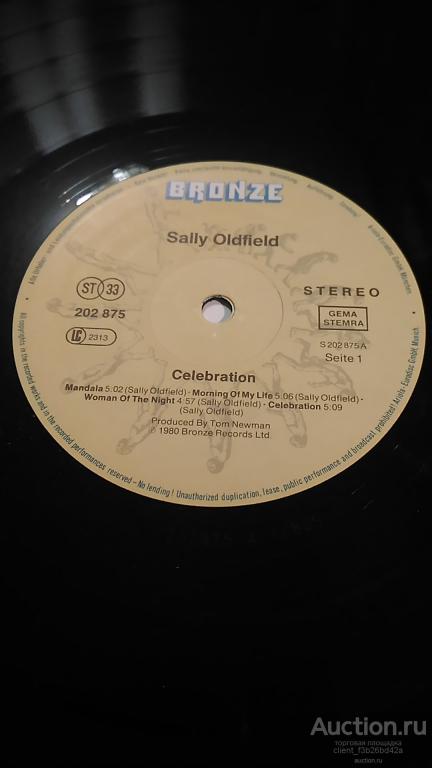 BRONZE
Sally Oldfield
ST 33
202 875
LC 2313
STEREO
GEMA
STEMRA
S 202 875 A
Seite 1
Celebration
Mandala 5:02 (Sally Oldfield) · Morning Of My Life 5:06 (Sally Oldfield) ·
Woman Of The Night 4:57 (Sally Oldfield) · Celebration 5:09
(Sally Oldfield)
Produced By Tom Newman
℗ 1980 Bronze Records Ltd.
All copyrights in the recorded works and in the recorded performances reserved – No lending! Unauthorized duplication, lease, public performance and broadcast prohibited! Ariola-Eurodisc GmbH, Munich
Auction.ru
торговая площадка
client_f3b26bd42a
auction.ru